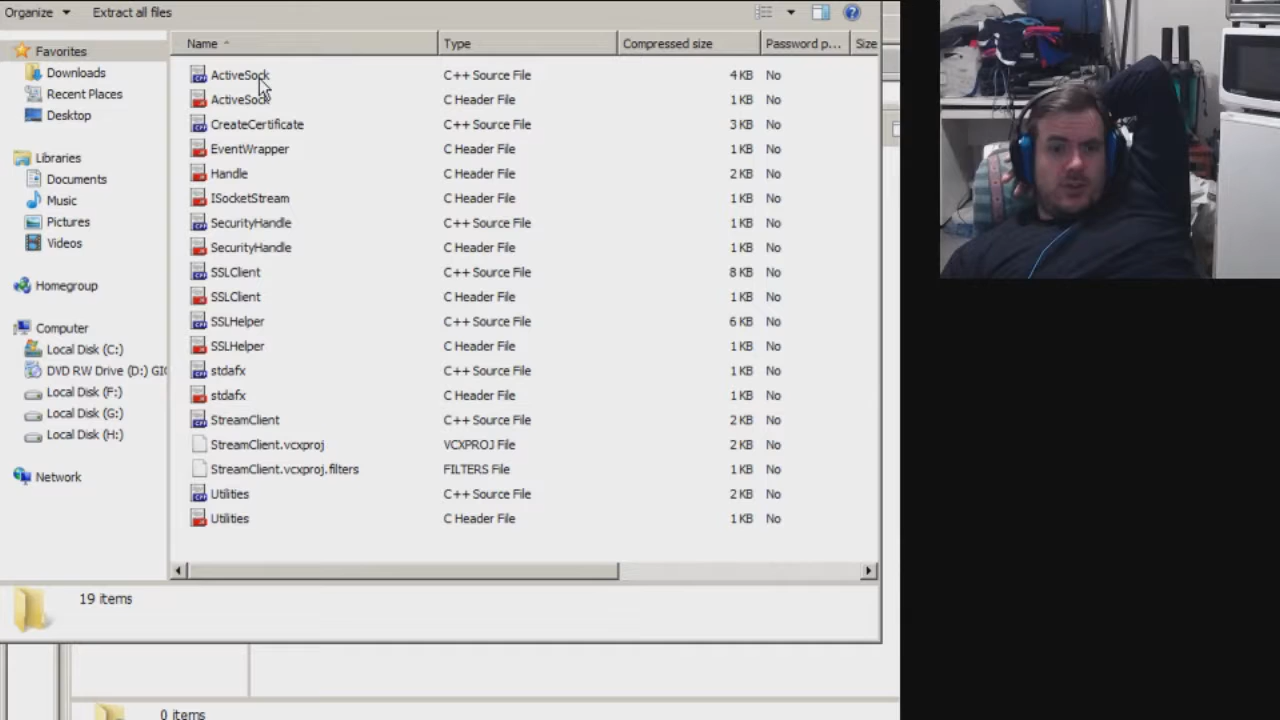 Organize Extract all files
Favorites
Downloads
Recent Places
Desktop
Libraries
Documents
Music
Pictures
Videos
Homegroup
Computer
Local Disk (C:)
DVD RW Drive (D:) GI
Local Disk (F:)
Local Disk (G:)
Local Disk (H:)
Network
Name Type Compressed size Password p... Size
ActiveSock C++ Source File 4 KB No
ActiveSock C Header File 1 KB No
CreateCertificate C++ Source File 3 KB No
EventWrapper C Header File 1 KB No
Handle C Header File 2 KB No
ISocketStream C Header File 1 KB No
SecurityHandle C++ Source File 1 KB No
SecurityHandle C Header File 1 KB No
SSLClient C++ Source File 8 KB No
SSLClient C Header File 1 KB No
SSLHelper C++ Source File 6 KB No
SSLHelper C Header File 1 KB No
stdafx C++ Source File 1 KB No
stdafx C Header File 1 KB No
StreamClient C++ Source File 2 KB No
StreamClient.vcxproj VCXPROJ File 2 KB No
StreamClient.vcxproj.filters FILTERS File 1 KB No
Utilities C++ Source File 2 KB No
Utilities C Header File 1 KB No
19 items
0 items